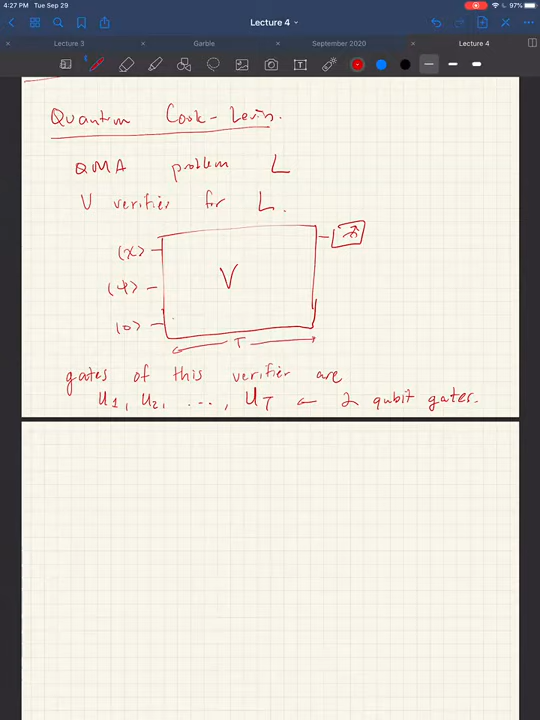 4:27 PM Tue Sep 29
97%
Lecture 4
Lecture 3
Garble
September 2020
Lecture 4
Quantum Cook-Levin.
QMA problem L
V verifier for L.
|x⟩
|ψ⟩
|0⟩
V
T
gates of this verifier are
U1, U2, ..., UT ← 2 qubit gates.